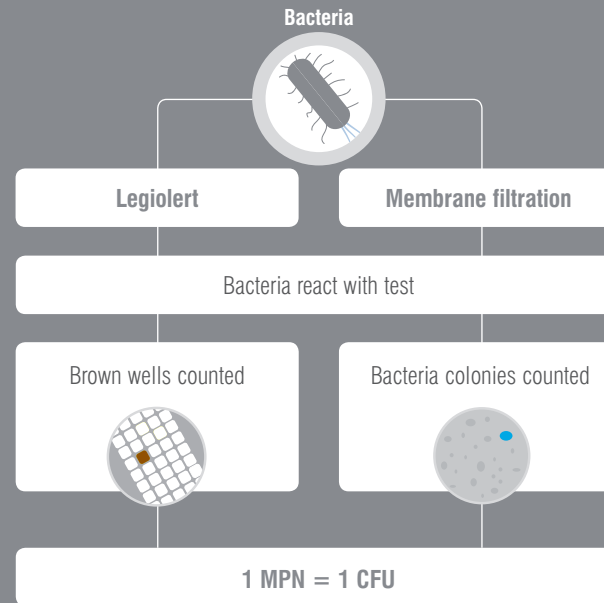 Bacteria
Legiolert
Membrane filtration
Bacteria react with test
Brown wells counted
Bacteria colonies counted
1 MPN = 1 CFU